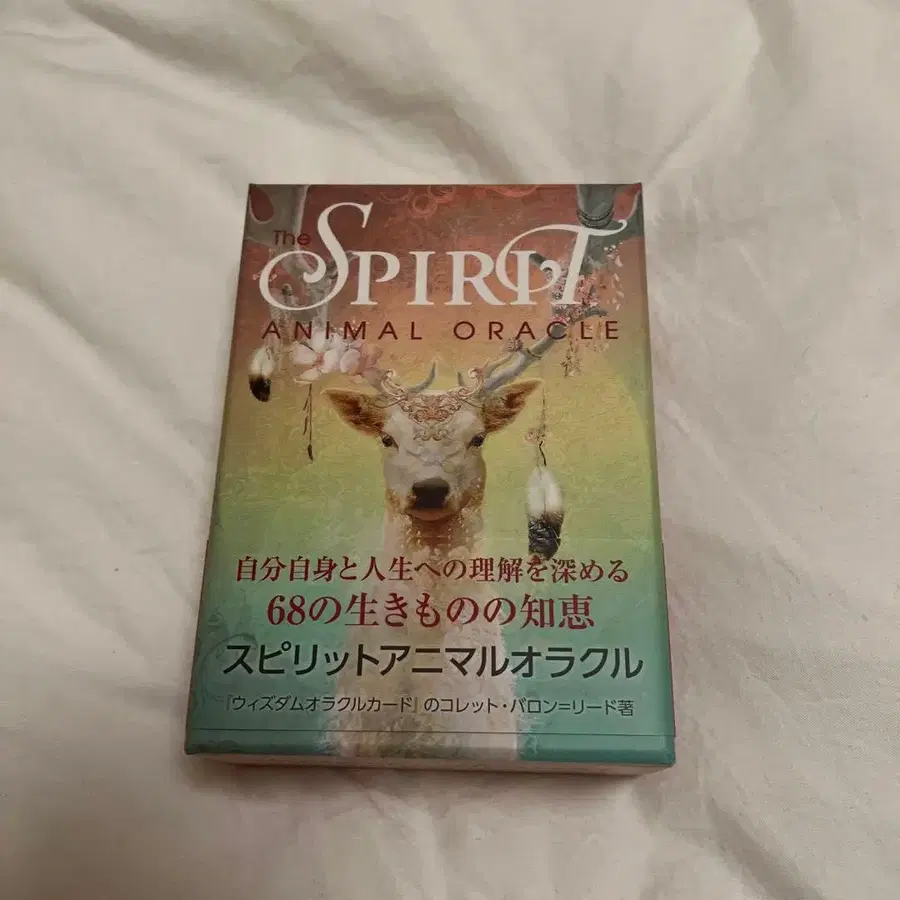 The
SPIRIT
ANIMAL ORACLE
自分自身と人生への理解を深める
68の生きものの知恵
スピリットアニマルオラクル
『ウィズダムオラクルカード』のコレット・バロン=リード著